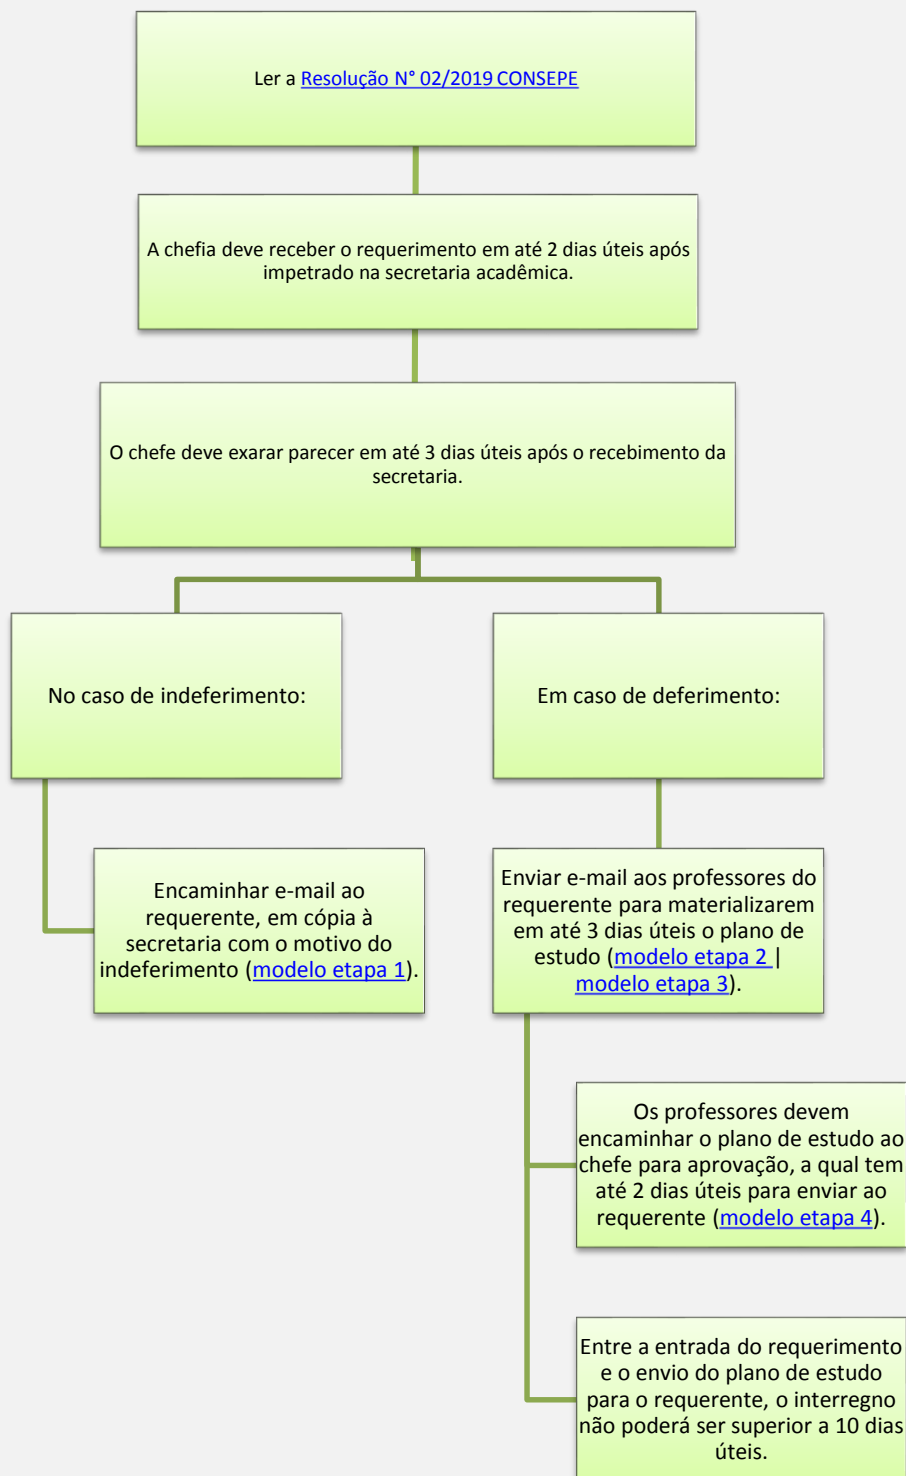 Ler a Resolução N° 02/2019 CONSEPE
A chefia deve receber o requerimento em até 2 dias úteis após
impetrado na secretaria acadêmica.
O chefe deve exarar parecer em até 3 dias úteis após o recebimento da
secretaria.
No caso de indeferimento:
Encaminhar e-mail ao
requerente, em cópia à
secretaria com o motivo do
indeferimento (modelo etapa 1).
Em caso de deferimento:
Enviar e-mail aos professores do
requerente para materializarem
em até 3 dias úteis o plano de
estudo (modelo etapa 2 |
modelo etapa 3).
Os professores devem
encaminhar o plano de estudo ao
chefe para aprovação, a qual tem
até 2 dias úteis para enviar ao
requerente (modelo etapa 4).
Entre a entrada do requerimento
e o envio do plano de estudo
para o requerente, o interregno
não poderá ser superior a 10 dias
úteis.